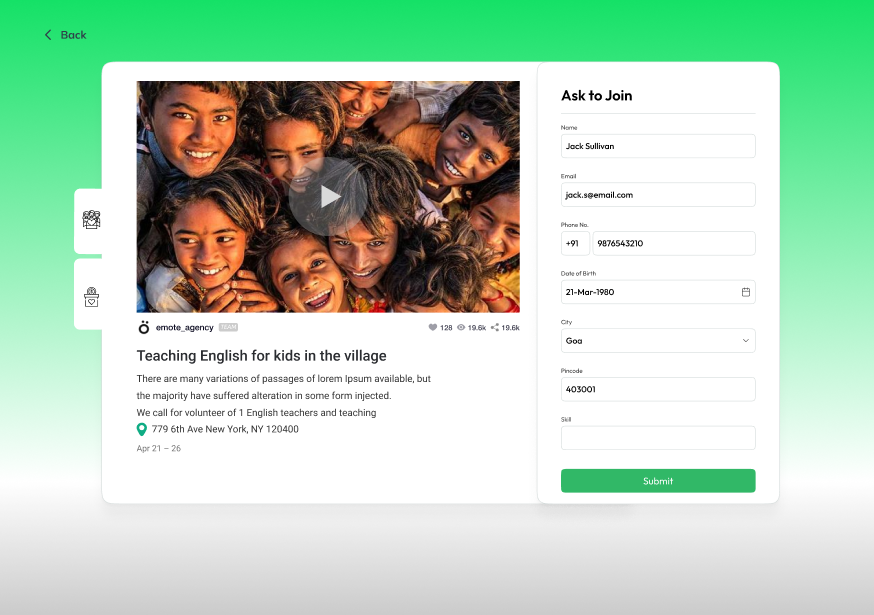 Back
emote_agency TEAM
128 19.6k 19.6k
Teaching English for kids in the village
There are many variations of passages of lorem Ipsum available, but
the majority have suffered alteration in some form injected.
We call for volunteer of 1 English teachers and teaching
779 6th Ave New York, NY 120400
Apr 21 – 26
Ask to Join
Name
Jack Sullivan
Email
jack.s@email.com
Phone No.
+91 9876543210
Date of Birth
21-Mar-1980
City
Goa
Pincode
403001
Skill
Submit